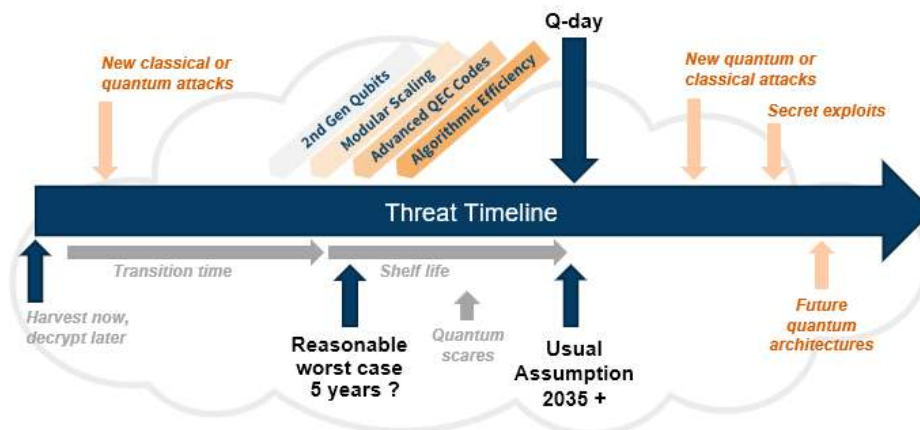 Q-day
New classical or
quantum attacks
2nd Gen Qubits
Modular Scaling
Advanced QEC Codes
Algorithmic Efficiency
New quantum or
classical attacks
Secret exploits
Threat Timeline
Transition time
Shelf life
Harvest now,
decrypt later
Reasonable
worst case
5 years ?
Quantum
scares
Usual
Assumption
2035 +
Future
quantum
architectures